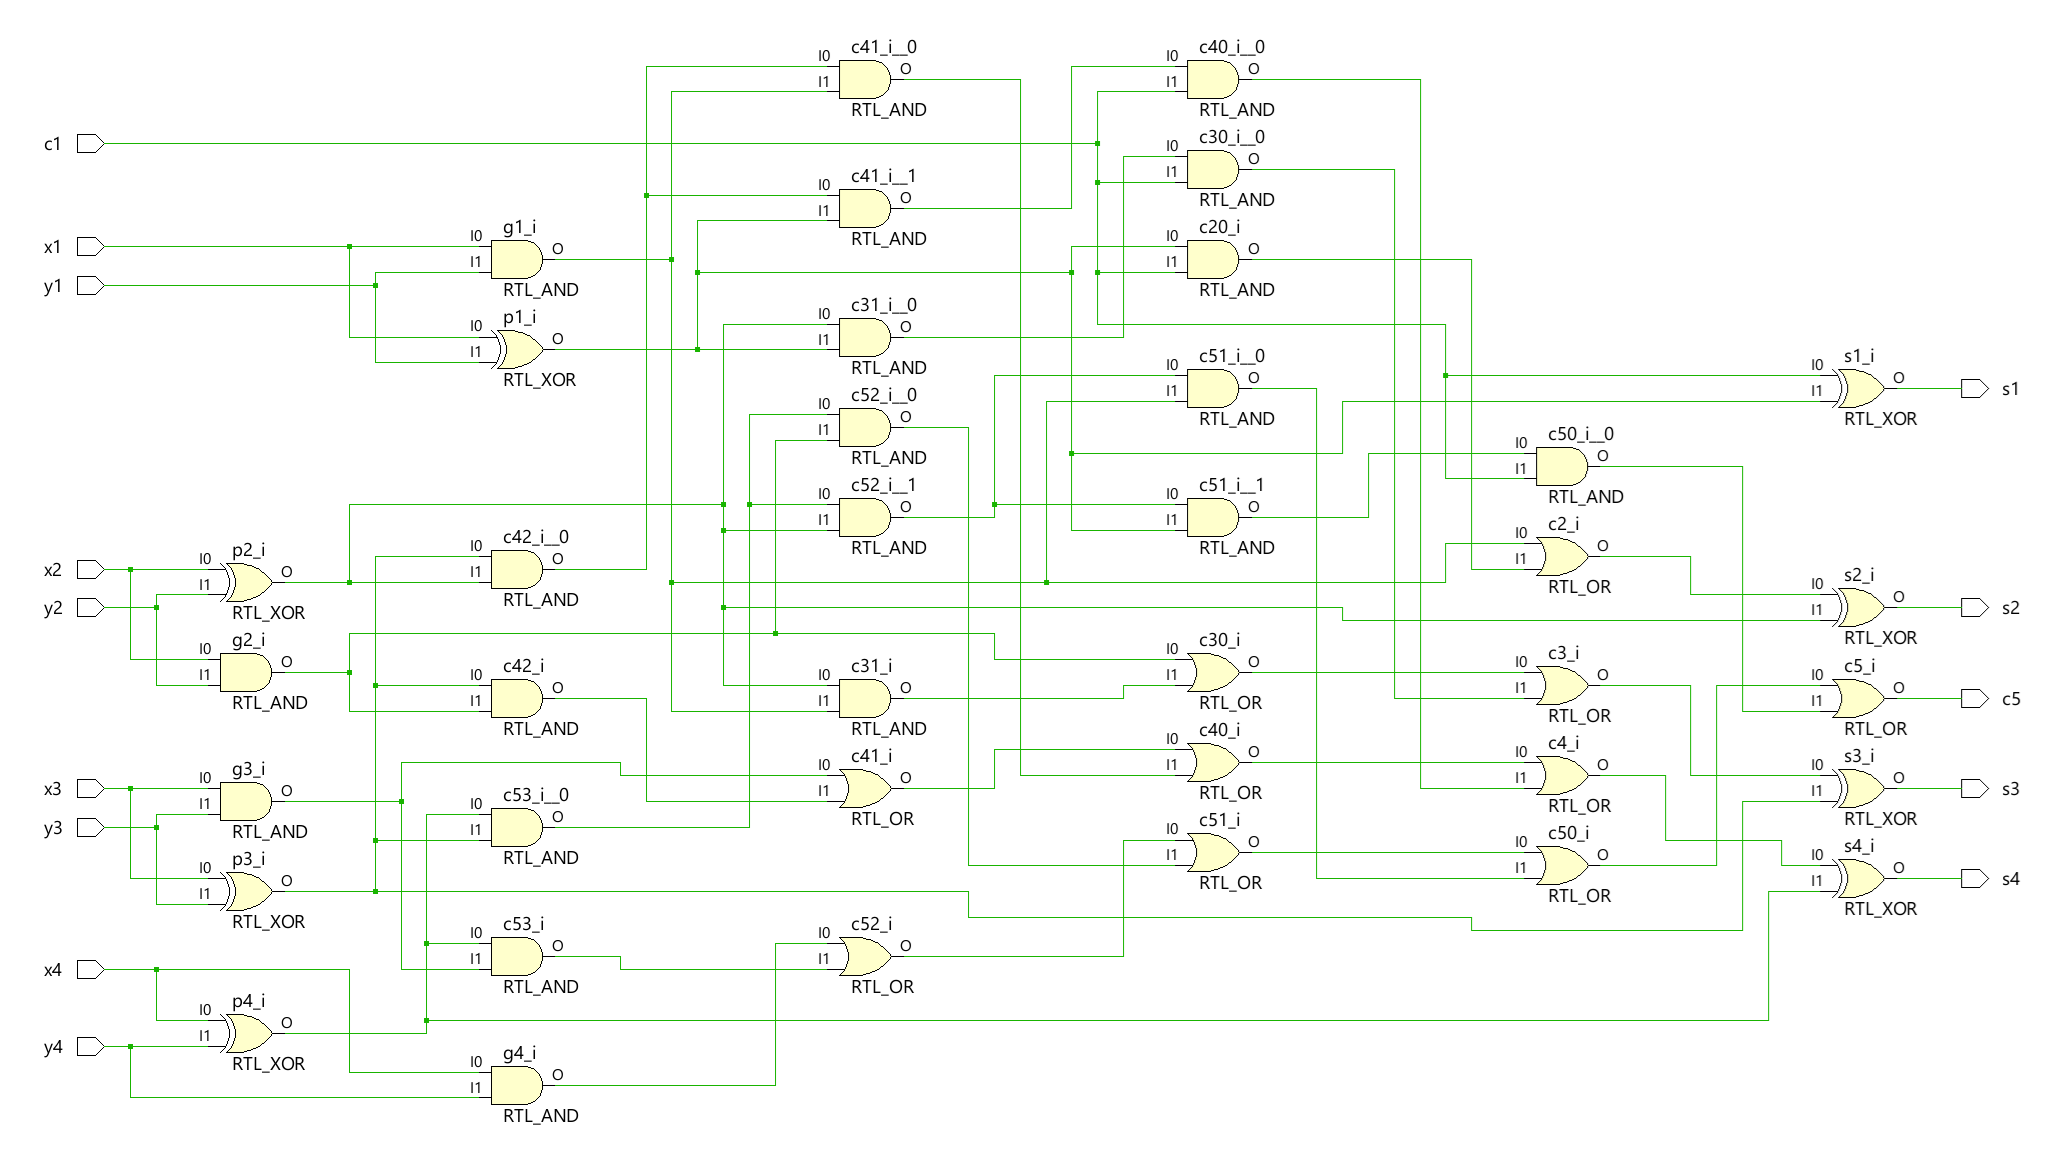 c41_i__0
I0
I1
O
RTL_AND
c40_i__0
I0
I1
O
RTL_AND
c1
c30_i__0
I0
I1
O
RTL_AND
c41_i__1
I0
I1
O
RTL_AND
x1
y1
g1_i
I0
I1
O
RTL_AND
c20_i
I0
I1
O
RTL_AND
p1_i
I0
I1
O
RTL_XOR
c31_i__0
I0
I1
O
RTL_AND
c51_i__0
I0
I1
O
RTL_AND
s1_i
I0
I1
O
RTL_XOR
s1
c52_i__0
I0
I1
O
RTL_AND
c50_i__0
I0
I1
O
RTL_AND
c52_i__1
I0
I1
O
RTL_AND
c51_i__1
I0
I1
O
RTL_AND
c2_i
I0
I1
O
RTL_OR
x2
y2
p2_i
I0
I1
O
RTL_XOR
c42_i__0
I0
I1
O
RTL_AND
s2_i
I0
I1
O
RTL_XOR
s2
g2_i
I0
I1
O
RTL_AND
c42_i
I0
I1
O
RTL_AND
c31_i
I0
I1
O
RTL_AND
c30_i
I0
I1
O
RTL_OR
c3_i
I0
I1
O
RTL_OR
c5_i
I0
I1
O
RTL_OR
c5
x3
y3
g3_i
I0
I1
O
RTL_AND
c41_i
I0
I1
O
RTL_OR
c40_i
I0
I1
O
RTL_OR
c4_i
I0
I1
O
RTL_OR
s3_i
I0
I1
O
RTL_XOR
s3
c53_i__0
I0
I1
O
RTL_AND
p3_i
I0
I1
O
RTL_XOR
c51_i
I0
I1
O
RTL_OR
c50_i
I0
I1
O
RTL_OR
s4_i
I0
I1
O
RTL_XOR
s4
c53_i
I0
I1
O
RTL_AND
c52_i
I0
I1
O
RTL_OR
x4
y4
p4_i
I0
I1
O
RTL_XOR
g4_i
I0
I1
O
RTL_AND